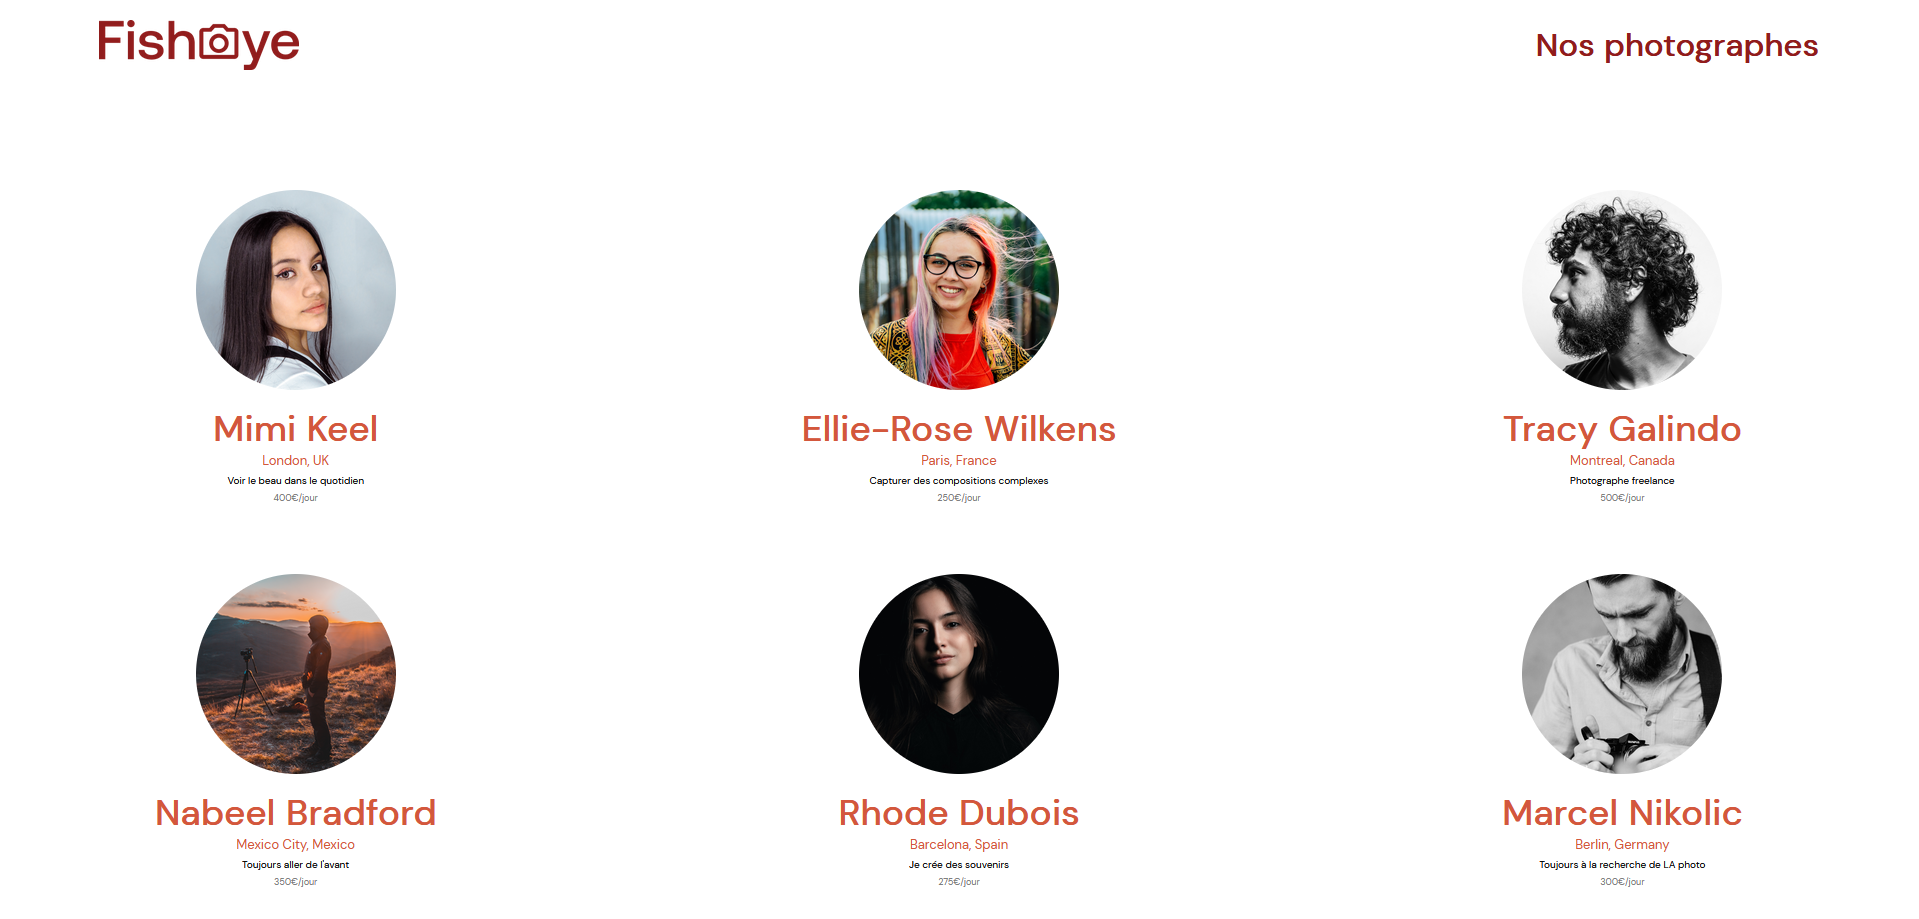 Fisheye
Nos photographes
Mimi Keel
London, UK
Voir le beau dans le quotidien
400€/jour
Ellie-Rose Wilkens
Paris, France
Capturer des compositions complexes
250€/jour
Tracy Galindo
Montreal, Canada
Photographe freelance
500€/jour
Nabeel Bradford
Mexico City, Mexico
Toujours aller de l'avant
350€/jour
Rhode Dubois
Barcelona, Spain
Je crée des souvenirs
275€/jour
Marcel Nikolic
Berlin, Germany
Toujours à la recherche de LA photo
300€/jour